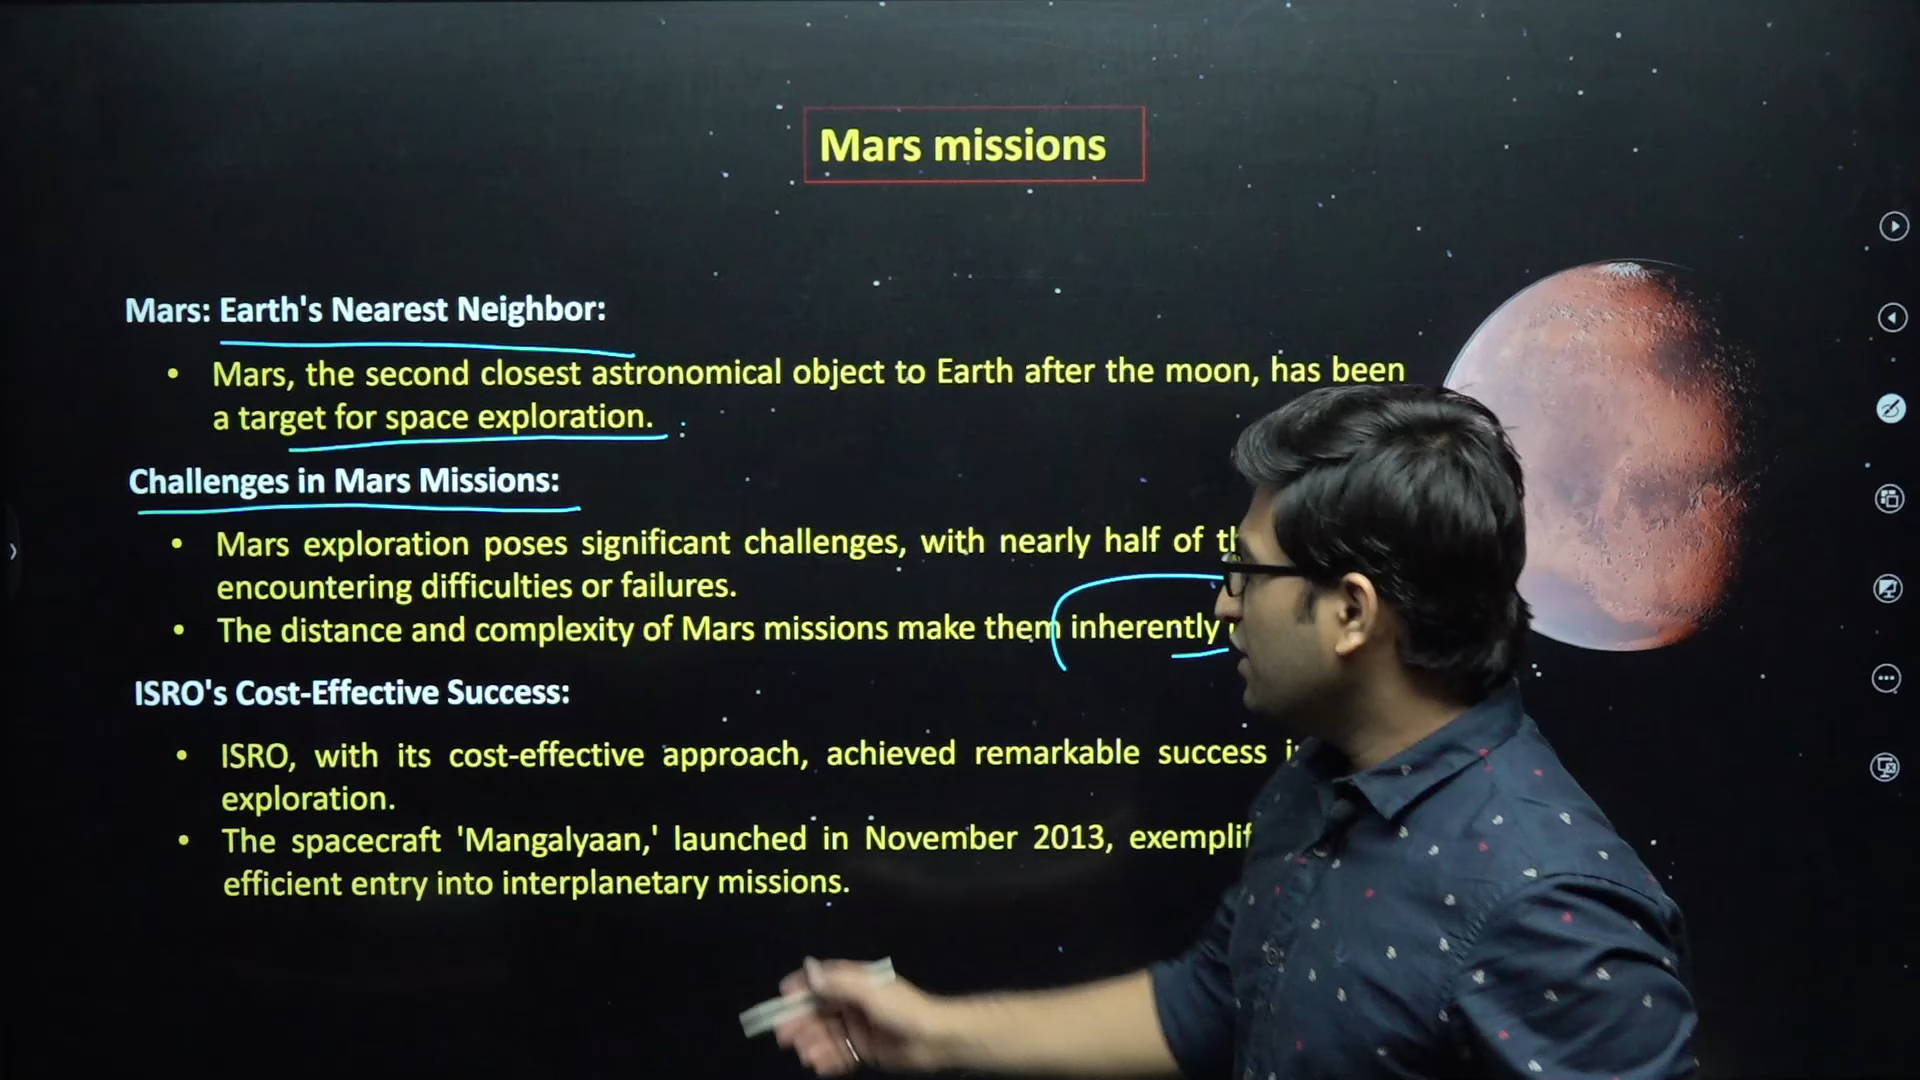 Mars missions
Mars: Earth's Nearest Neighbor:
• Mars, the second closest astronomical object to Earth after the moon, has been
a target for space exploration.
Challenges in Mars Missions:
• Mars exploration poses significant challenges, with nearly half of
encountering difficulties or failures.
• The distance and complexity of Mars missions make them inherently
ISRO's Cost-Effective Success:
• ISRO, with its cost-effective approach, achieved remarkable success
exploration.
• The spacecraft 'Mangalyaan,' launched in November 2013,
efficient entry into interplanetary missions.